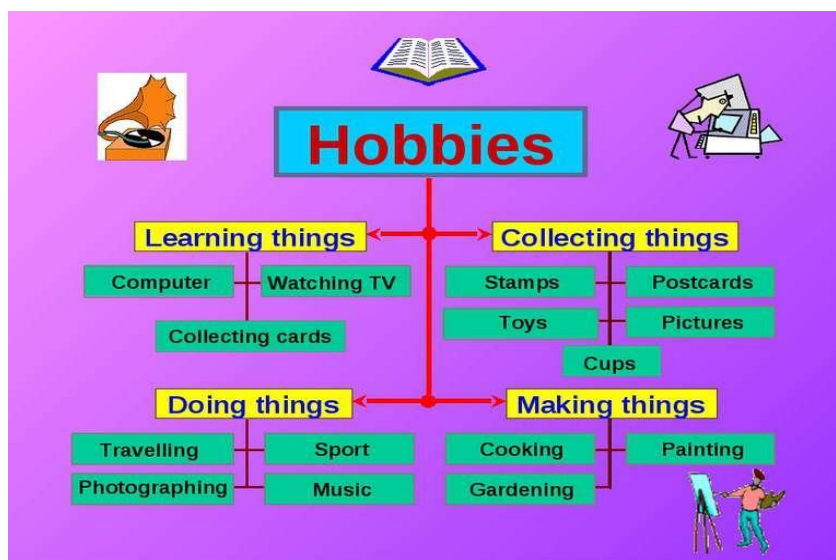 Hobbies
Learning things
Computer
Watching TV
Collecting cards
Collecting things
Stamps
Postcards
Toys
Pictures
Cups
Doing things
Travelling
Sport
Photographing
Music
Making things
Cooking
Painting
Gardening